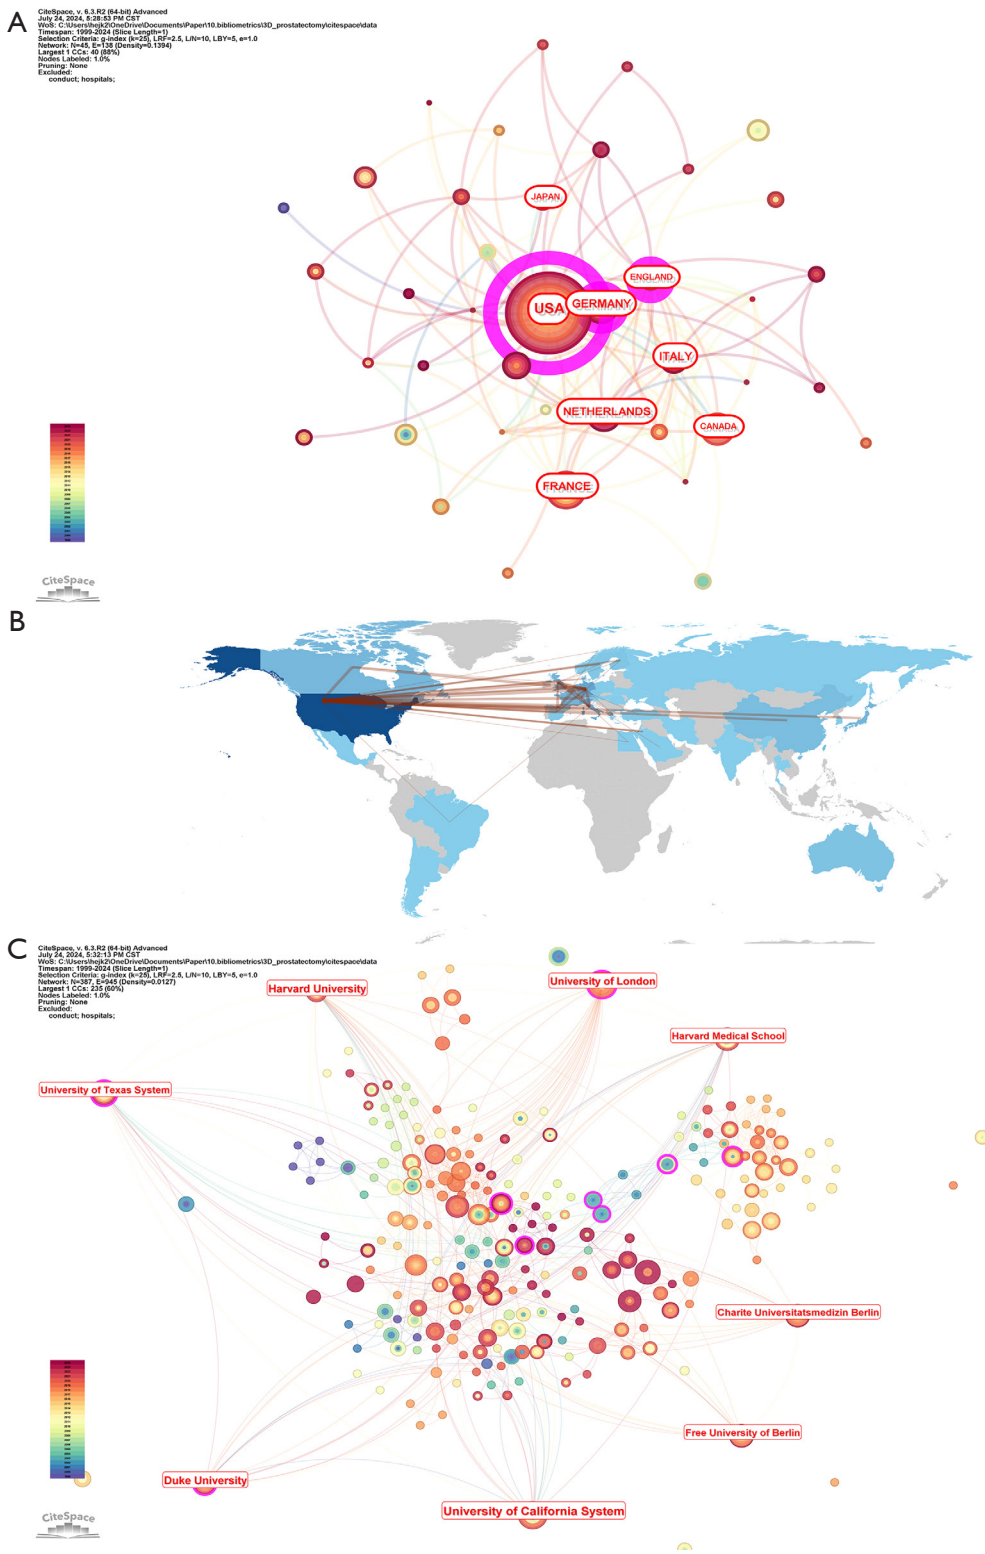 A
CiteSpace, v. 6.3.R2 (64-bit) Advanced
July 24, 2024, 5:28:53 PM CST
WoS: C:\Users\hejk2\OneDrive\Documents\Paper\10.bibliometrics\3D_prostatectomy\citespace\data
Timespan: 1999-2024 (Slice Length=1)
Selection Criteria: g-index (k=25), LRF=2.5, L/N=10, LBY=5, e=1.0
Network: N=45, E=138 (Density=0.1394)
Largest 1 CCs: 40 (88%)
Nodes Labeled: 1.0%
Pruning: None
Excluded:
conduct; hospitals;
JAPAN
ENGLAND
USA
GERMANY
ITALY
NETHERLANDS
CANADA
FRANCE
CiteSpace
B
C
CiteSpace, v. 6.3.R2 (64-bit) Advanced
July 24, 2024, 5:32:13 PM CST
WoS: C:\Users\hejk2\OneDrive\Documents\Paper\10.bibliometrics\3D_prostatectomy\citespace\data
Timespan: 1999-2024 (Slice Length=1)
Selection Criteria: g-index (k=25), LRF=2.5, L/N=10, LBY=5, e=1.0
Network: N=387, E=945 (Density=0.0127)
Largest 1 CCs: 235 (60%)
Nodes Labeled: 1.0%
Pruning: None
Excluded:
conduct; hospitals;
Harvard University
University of London
Harvard Medical School
University of Texas System
Charite Universitatsmedizin Berlin
Free University of Berlin
Duke University
University of California System
CiteSpace